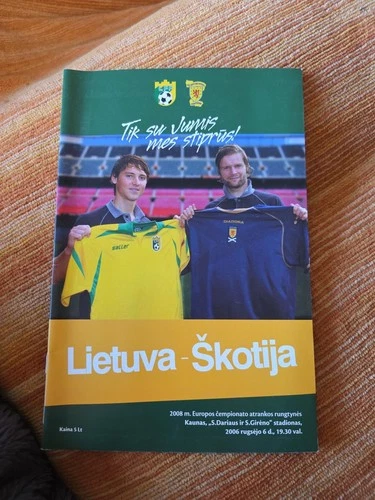 Tik su Jumis
mes stiprūs!
Lietuva - Škotija
2008 m. Europos čempionato atrankos rungtynės
Kaunas, „S.Dariaus ir S.Girėno" stadionas,
2006 rugsėjo 6 d., 19.30 val.
Kaina 5 Lt